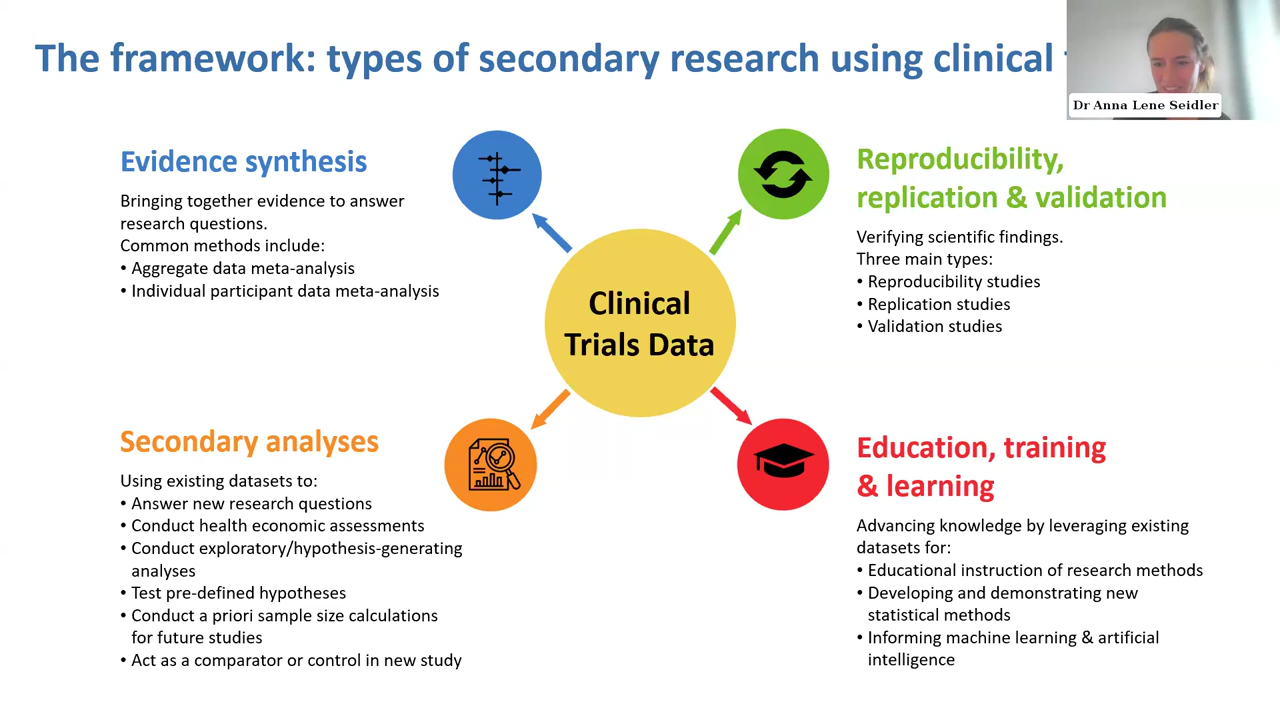 The framework: types of secondary research using clinical
Dr Anna Lene Seidler
Evidence synthesis
Bringing together evidence to answer
research questions.
Common methods include:
• Aggregate data meta-analysis
• Individual participant data meta-analysis
Reproducibility,
replication & validation
Verifying scientific findings.
Three main types:
• Reproducibility studies
• Replication studies
• Validation studies
Clinical
Trials Data
Secondary analyses
Using existing datasets to:
• Answer new research questions
• Conduct health economic assessments
• Conduct exploratory/hypothesis-generating
analyses
• Test pre-defined hypotheses
• Conduct a priori sample size calculations
for future studies
• Act as a comparator or control in new study
Education, training
& learning
Advancing knowledge by leveraging existing
datasets for:
• Educational instruction of research methods
• Developing and demonstrating new
statistical methods
• Informing machine learning & artificial
intelligence